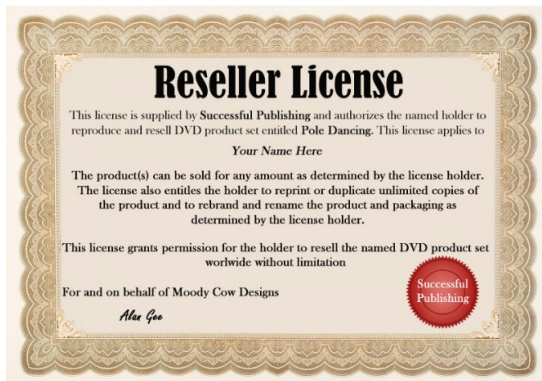 Reseller License
This license is supplied by Successful Publishing and authorizes the named holder to
reproduce and resell DVD product set entitled Pole Dancing. This license applies to
Your Name Here
The product(s) can be sold for any amount as determined by the license holder.
The license also entitles the holder to reprint or duplicate unlimited copies of
the product and to rebrand and rename the product and packaging as
determined by the license holder.
This license grants permission for the holder to resell the named DVD product set
worlwide without limitation
For and on behalf of Moody Cow Designs
Alan Gee
Successful
Publishing